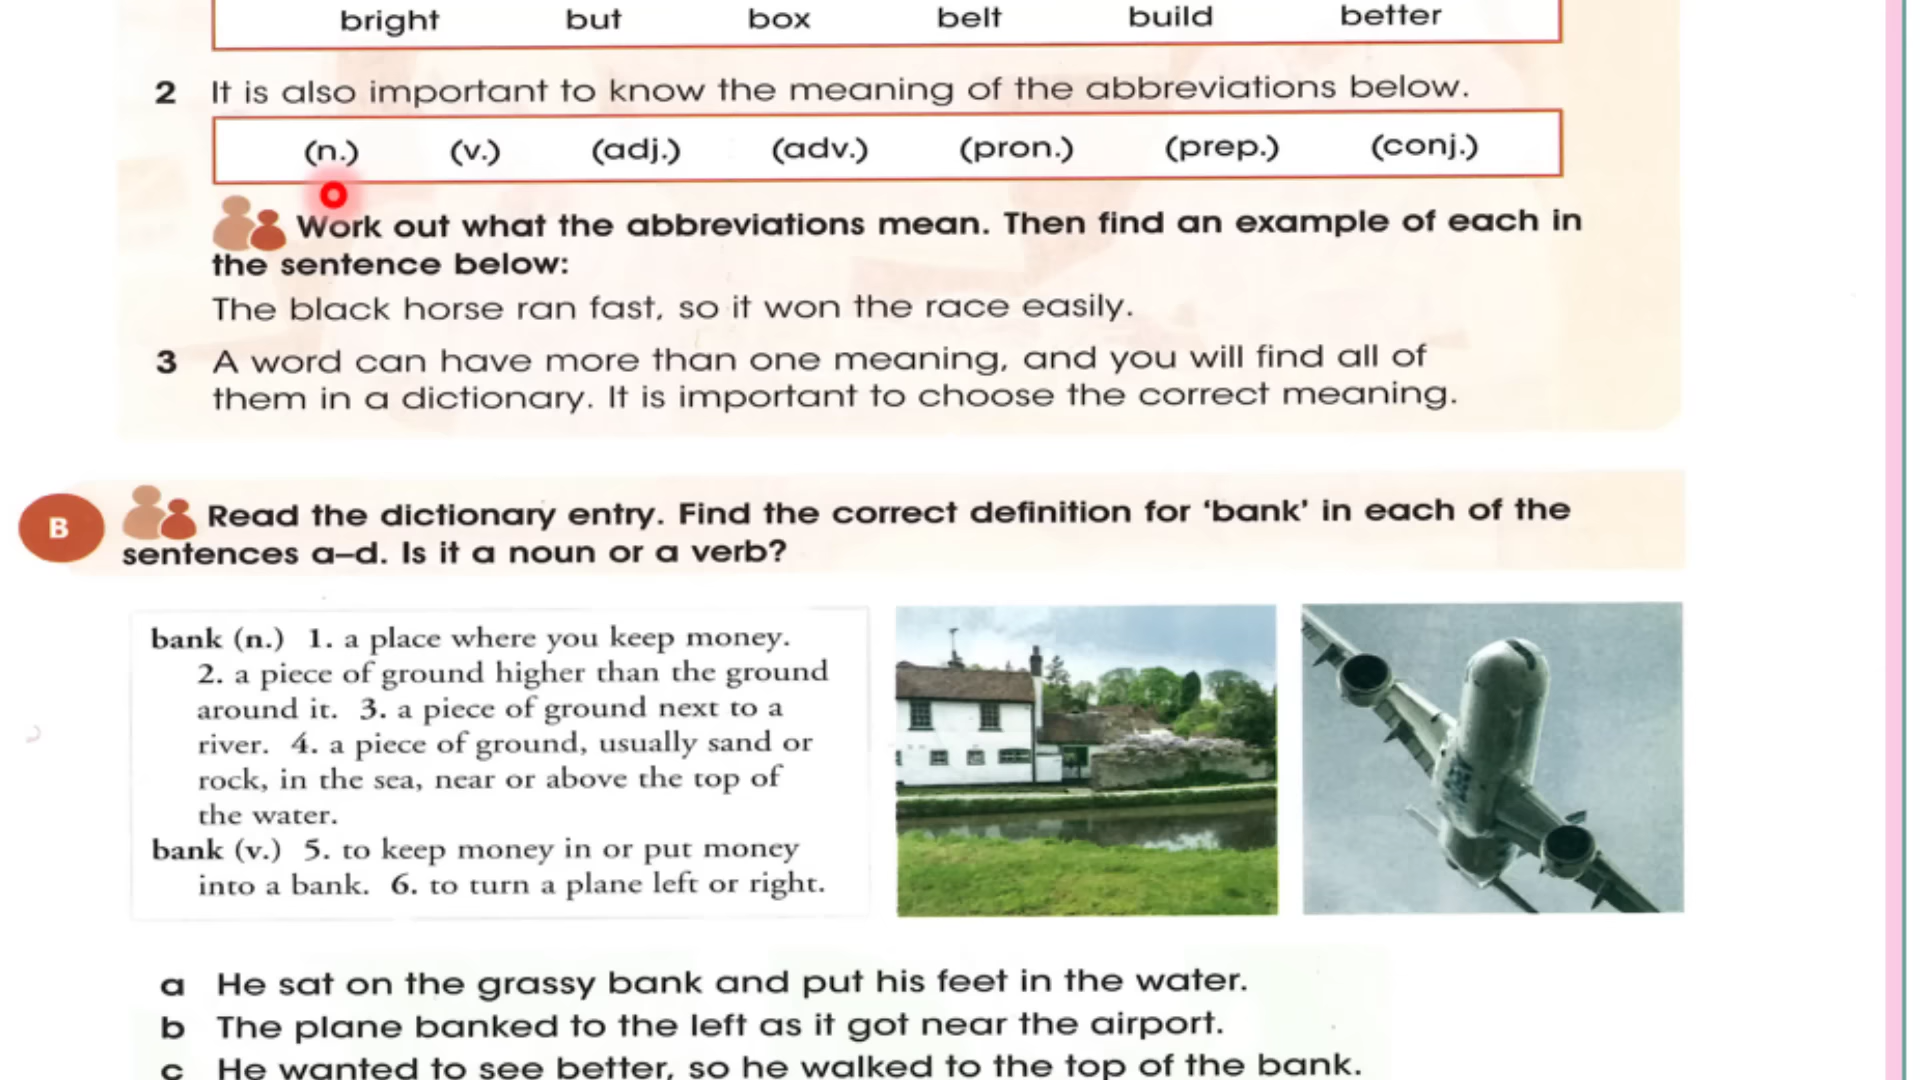 bright but box belt build better
2 It is also important to know the meaning of the abbreviations below.
(n.) (v.) (adj.) (adv.) (pron.) (prep.) (conj.)
Work out what the abbreviations mean. Then find an example of each in
the sentence below:
The black horse ran fast, so it won the race easily.
3 A word can have more than one meaning, and you will find all of
them in a dictionary. It is important to choose the correct meaning.
B Read the dictionary entry. Find the correct definition for ‘bank’ in each of the
sentences a–d. Is it a noun or a verb?
bank (n.) 1. a place where you keep money.
2. a piece of ground higher than the ground
around it. 3. a piece of ground next to a
river. 4. a piece of ground, usually sand or
rock, in the sea, near or above the top of
the water.
bank (v.) 5. to keep money in or put money
into a bank. 6. to turn a plane left or right.
a He sat on the grassy bank and put his feet in the water.
b The plane banked to the left as it got near the airport.
c He wanted to see better, so he walked to the top of the bank.